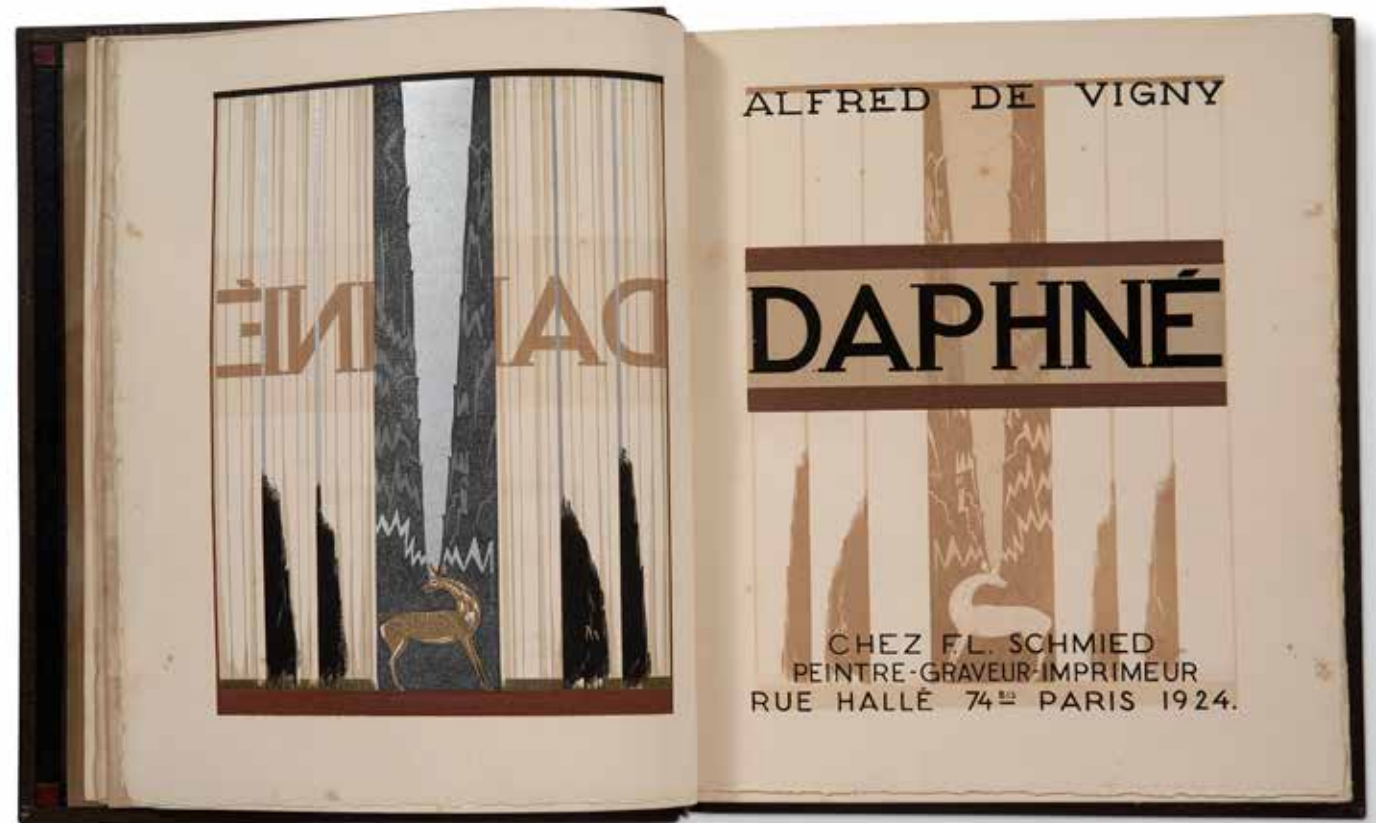 ALFRED DE VIGNY
DAPHNÉ
CHEZ F.L. SCHMIED
PEINTRE-GRAVEUR-IMPRIMEUR
RUE HALLÉ 74BIS PARIS 1924.